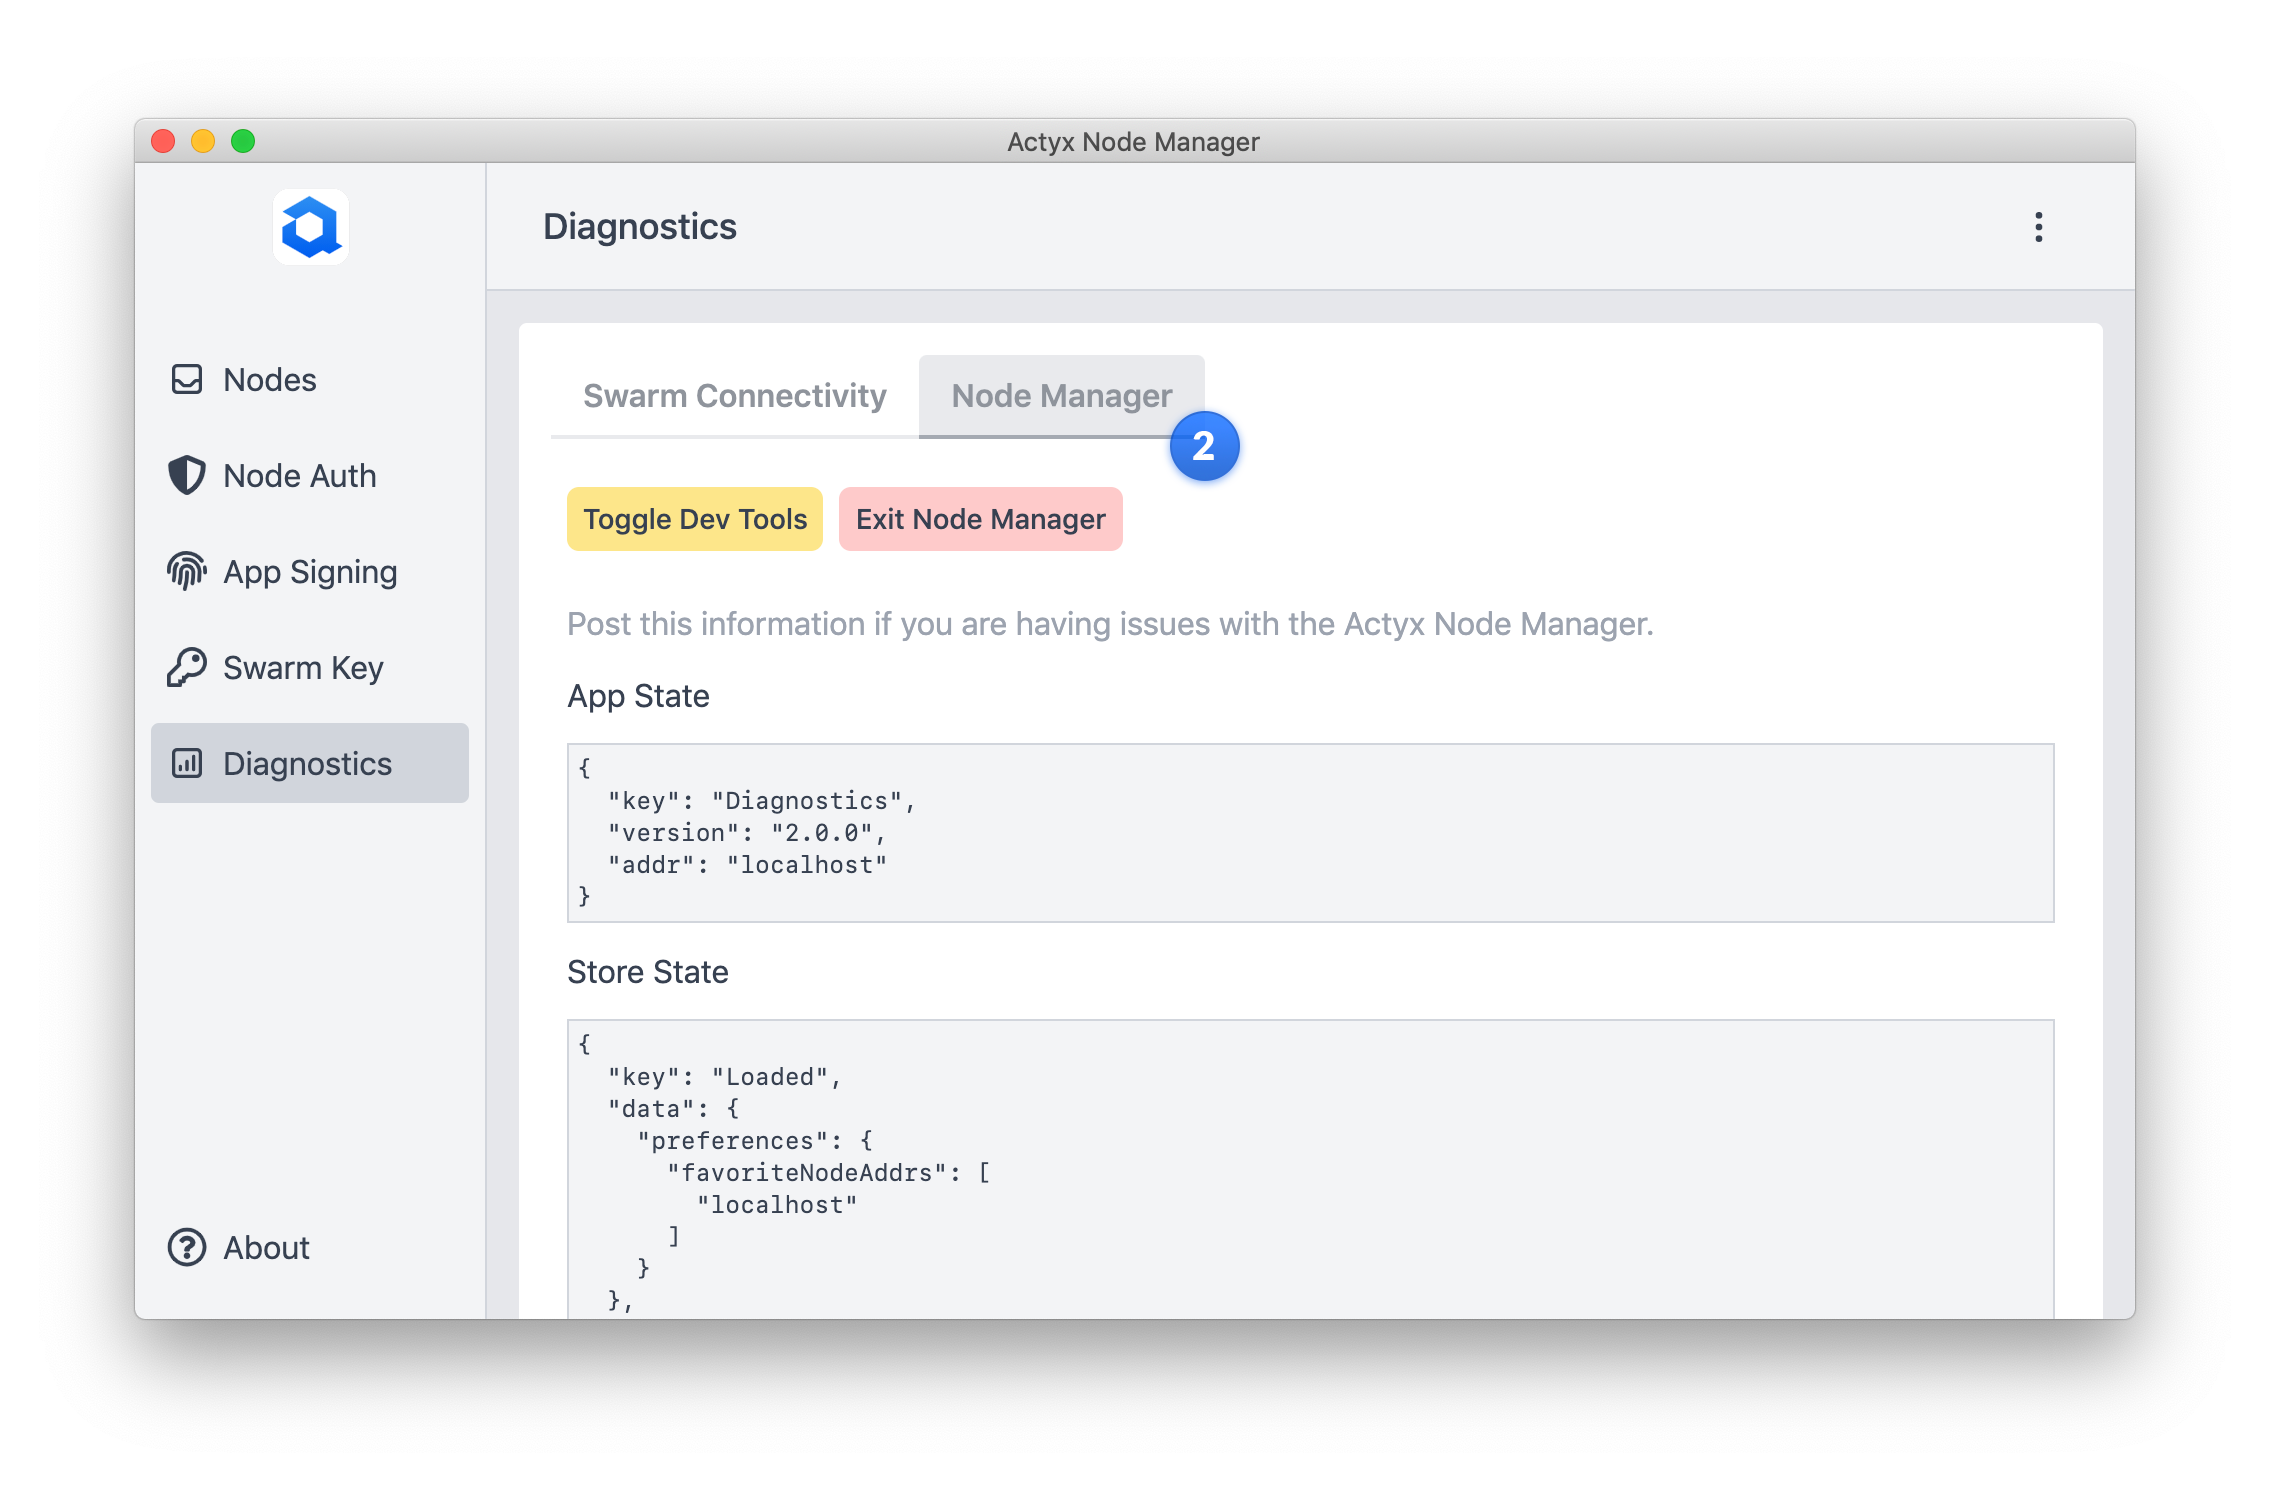 Actyx Node Manager
Diagnostics
Nodes
Node Auth
App Signing
Swarm Key
Diagnostics
About
Swarm Connectivity
Node Manager
2
Toggle Dev Tools
Exit Node Manager
Post this information if you are having issues with the Actyx Node Manager.
App State
{
  "key": "Diagnostics",
  "version": "2.0.0",
  "addr": "localhost"
}
Store State
{
  "key": "Loaded",
  "data": {
    "preferences": {
      "favoriteNodeAddrs": [
        "localhost"
      ]
    }
  },